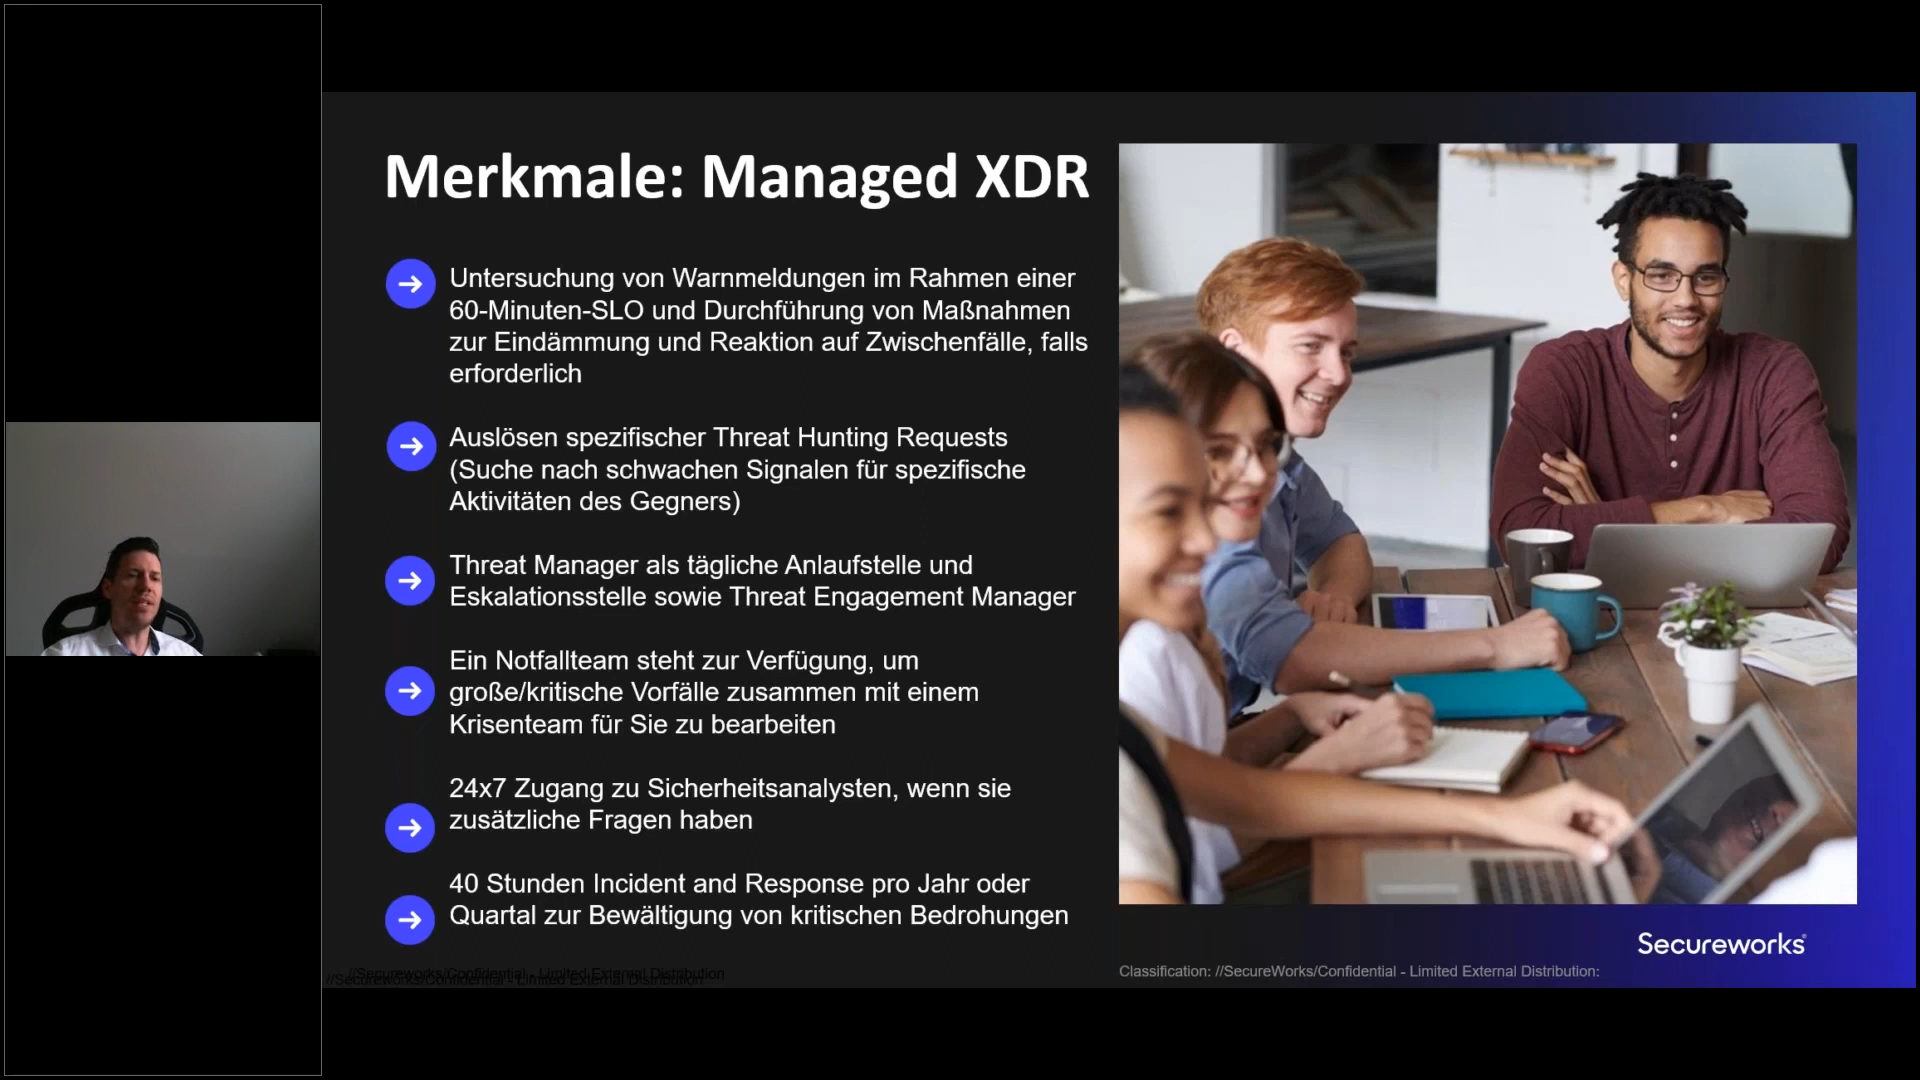 Merkmale: Managed XDR
Untersuchung von Warnmeldungen im Rahmen einer
60-Minuten-SLO und Durchführung von Maßnahmen
zur Eindämmung und Reaktion auf Zwischenfälle, falls
erforderlich
Auslösen spezifischer Threat Hunting Requests
(Suche nach schwachen Signalen für spezifische
Aktivitäten des Gegners)
Threat Manager als tägliche Anlaufstelle und
Eskalationsstelle sowie Threat Engagement Manager
Ein Notfallteam steht zur Verfügung, um
große/kritische Vorfälle zusammen mit einem
Krisenteam für Sie zu bearbeiten
24x7 Zugang zu Sicherheitsanalysten, wenn sie
zusätzliche Fragen haben
40 Stunden Incident and Response pro Jahr oder
Quartal zur Bewältigung von kritischen Bedrohungen
Secureworks
//Secureworks/Confidential - Limited External Distribution
//Secureworks/Confidential - Limited External Distribution
Classification: //SecureWorks/Confidential - Limited External Distribution: